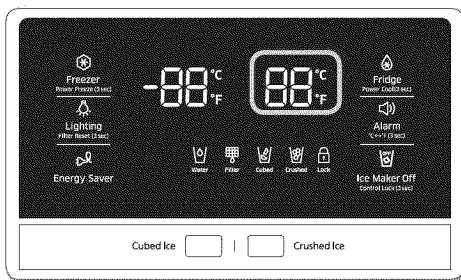 Freezer
Power Freeze (3 sec)
Lighting
Filter Reset (3 sec)
Energy Saver
-88 °C °F
88 °C °F
Water Filter Cubed Crushed Lock
Fridge
Power Cool (3 sec)
Alarm
°C↔°F (3 sec)
OFF
Ice Maker Off
Control Lock (3 sec)
Cubed Ice | Crushed Ice